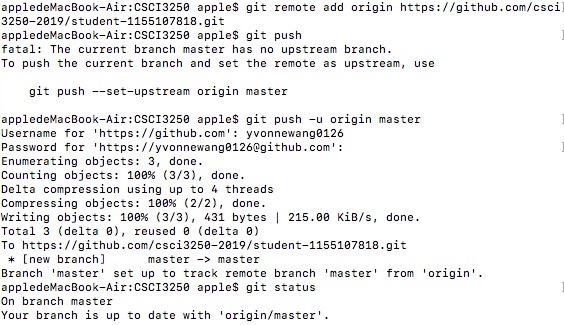 appledeMacBook-Air:CSCI3250 apple$ git remote add origin https://github.com/csci]
3250-2019/student-1155107818.git
appledeMacBook-Air:CSCI3250 apple$ git push ]
fatal: The current branch master has no upstream branch.
To push the current branch and set the remote as upstream, use
git push --set-upstream origin master
appledeMacBook-Air:CSCI3250 apple$ git push -u origin master ]
Username for 'https://github.com': yvonnewang0126
Password for 'https://yvonnewang0126@github.com': ]
Enumerating objects: 3, done.
Counting objects: 100% (3/3), done.
Delta compression using up to 4 threads
Compressing objects: 100% (2/2), done.
Writing objects: 100% (3/3), 431 bytes | 215.00 KiB/s, done.
Total 3 (delta 0), reused 0 (delta 0)
To https://github.com/csci3250-2019/student-1155107818.git
* [new branch] master -> master
Branch 'master' set up to track remote branch 'master' from 'origin'.
appledeMacBook-Air:CSCI3250 apple$ git status ]
On branch master
Your branch is up to date with 'origin/master'.